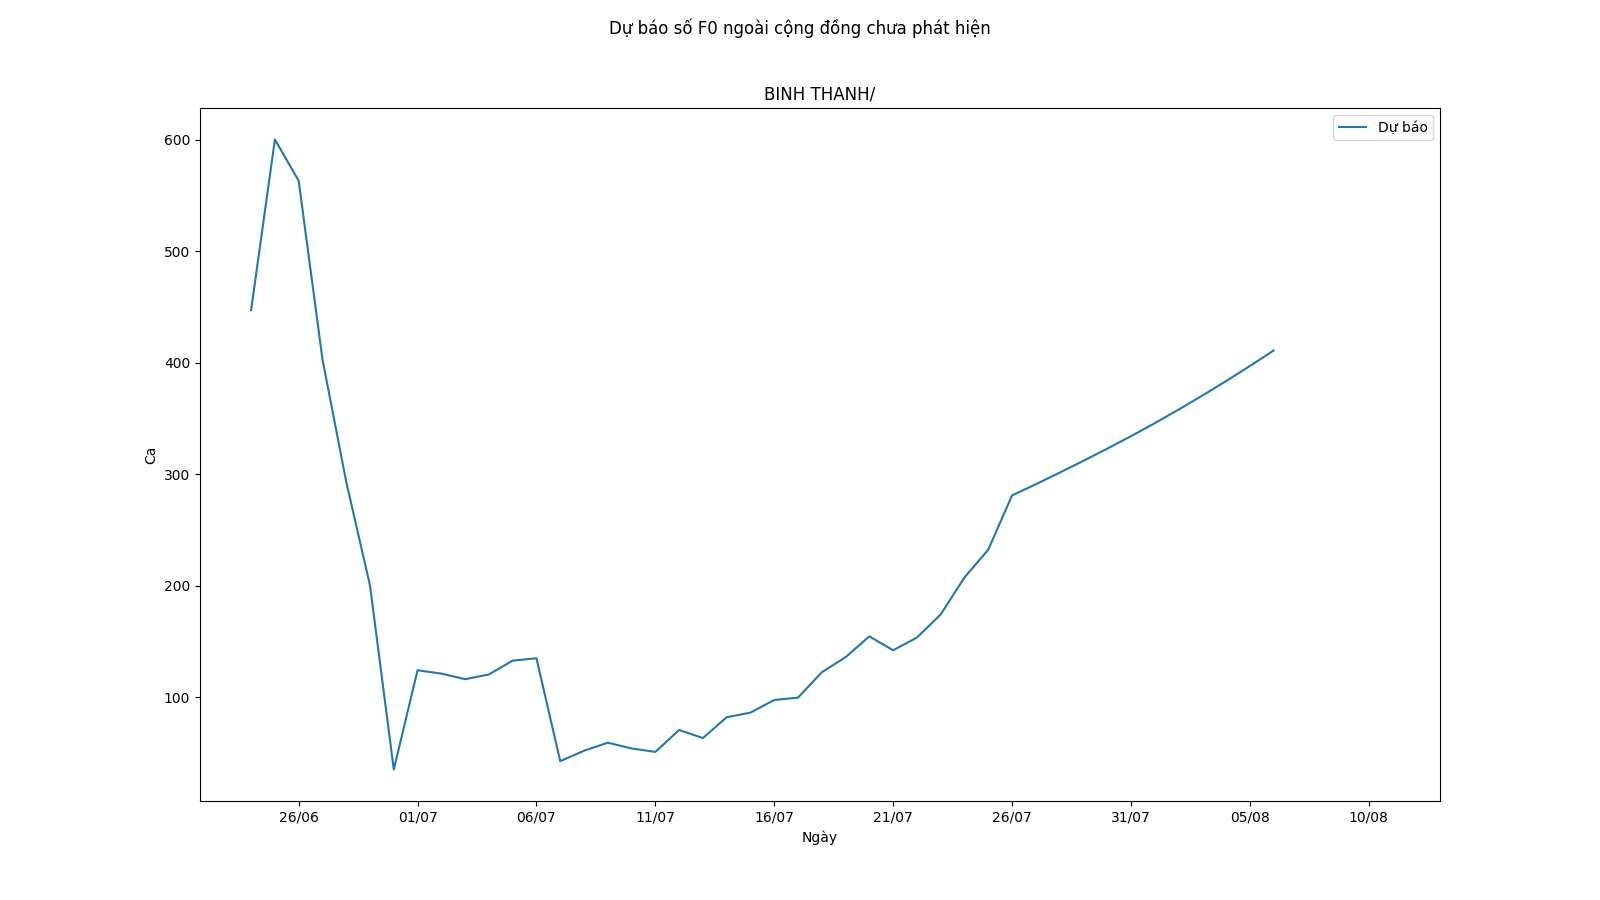 Dự báo số F0 ngoài cộng đồng chưa phát hiện
BINH THANH/
Dự báo
600
500
400
300
200
100
Ca
26/06 01/07 06/07 11/07 16/07 21/07 26/07 31/07 05/08 10/08
Ngày